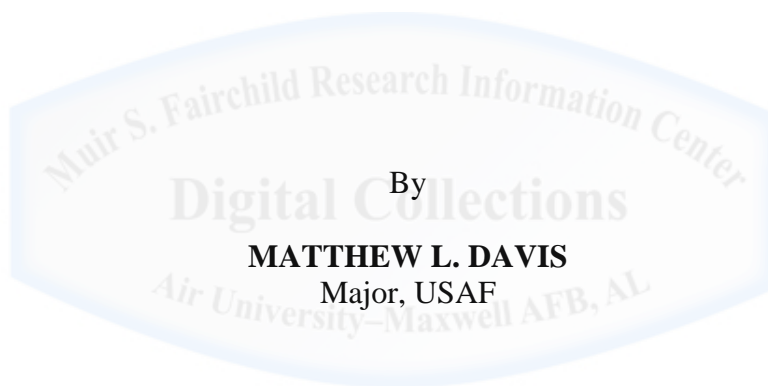 Muir S. Fairchild Research Information Center
Digital Collections
By
MATTHEW L. DAVIS
Major, USAF
Air University–Maxwell AFB, AL